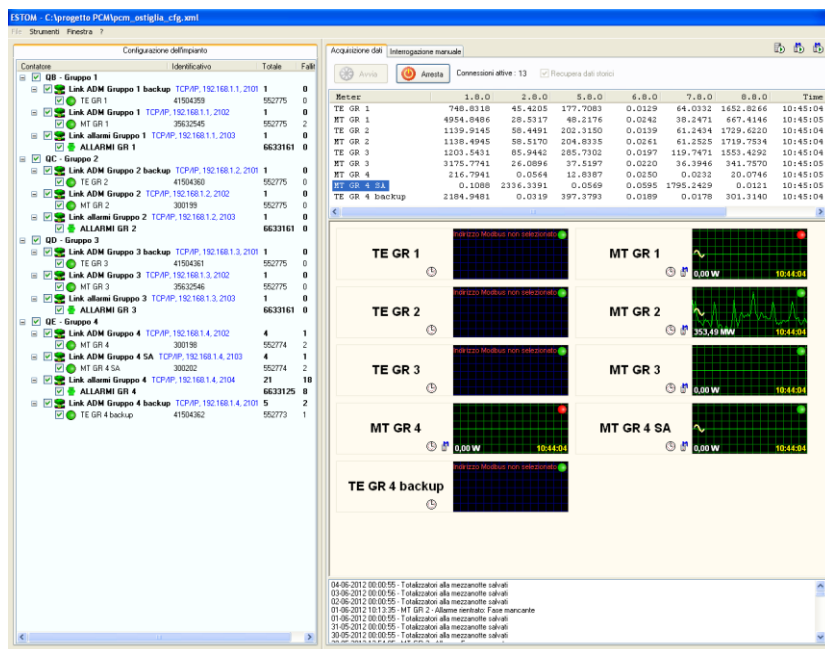 ESTOM - C:\progetto PCM\pcm_ostiglia_cfg.xml
File Strumenti Finestra ?
Configurazione dell'impianto
Contatore Identificativo Totale Fallit
QB - Gruppo 1
Link ADM Gruppo 1 backup TCP/IP, 192.168.1.1, 2101 1 0
TE GR 1 41504359 552775 0
Link ADM Gruppo 1 TCP/IP, 192.168.1.1, 2102 1 0
MT GR 1 35632545 552775 2
Link allarmi Gruppo 1 TCP/IP, 192.168.1.1, 2103 1 0
ALLARMI GR 1 6633161 0
QC - Gruppo 2
Link ADM Gruppo 2 backup TCP/IP, 192.168.1.2, 2101 1 0
TE GR 2 41504360 552775 0
Link ADM Gruppo 2 TCP/IP, 192.168.1.2, 2102 1 0
MT GR 2 300199 552775 0
Link allarmi Gruppo 2 TCP/IP, 192.168.1.2, 2103 1 0
ALLARMI GR 2 6633161 0
QD - Gruppo 3
Link ADM Gruppo 3 backup TCP/IP, 192.168.1.3, 2101 1 0
TE GR 3 41504361 552775 0
Link ADM Gruppo 3 TCP/IP, 192.168.1.3, 2102 1 0
MT GR 3 35632546 552775 0
Link allarmi Gruppo 3 TCP/IP, 192.168.1.3, 2103 1 0
ALLARMI GR 3 6633161 0
QE - Gruppo 4
Link ADM Gruppo 4 TCP/IP, 192.168.1.4, 2102 4 1
MT GR 4 300198 552774 2
Link ADM Gruppo 4 SA TCP/IP, 192.168.1.4, 2103 4 1
MT GR 4 SA 300202 552774 2
Link allarmi Gruppo 4 TCP/IP, 192.168.1.4, 2104 21 18
ALLARMI GR 4 6633125 8
Link ADM Gruppo 4 backup TCP/IP, 192.168.1.4, 2101 5 2
TE GR 4 backup 41504362 552773 1
Acquisizione dati Interrogazione manuale
Avvia Arresta Connessioni attive : 13 Recupera dati storici
Meter 1.8.0 2.8.0 5.8.0 6.8.0 7.8.0 8.8.0 Time
TE GR 1 748.8318 45.4205 177.7083 0.0129 64.0332 1652.8266 10:45:04
MT GR 1 4954.8486 28.5317 48.2176 0.0242 38.2471 667.4146 10:45:05
TE GR 2 1139.9145 58.4491 202.3150 0.0139 61.2434 1729.6220 10:45:04
MT GR 2 1138.4945 58.5170 204.8335 0.0261 61.2525 1719.7534 10:45:04
TE GR 3 1203.5431 85.9442 285.7302 0.0197 119.7471 1553.4292 10:45:04
MT GR 3 3175.7741 26.0896 37.5197 0.0220 36.3946 341.7570 10:45:05
MT GR 4 216.7941 0.0564 12.8387 0.0250 0.0232 20.0746 10:45:05
MT GR 4 SA 0.1088 2336.3391 0.0569 0.0595 1795.2429 0.0121 10:45:05
TE GR 4 backup 2184.9481 0.0319 397.3793 0.0189 0.0178 301.3140 10:45:04
TE GR 1 Indirizzo Modbus non selezionato
MT GR 1 0,00 W 10:44:04
TE GR 2 Indirizzo Modbus non selezionato
MT GR 2 353,49 MW 10:44:04
TE GR 3 Indirizzo Modbus non selezionato
MT GR 3 0,00 W 10:44:04
MT GR 4 0,00 W 10:44:04
MT GR 4 SA 0,00 W 10:44:04
TE GR 4 backup Indirizzo Modbus non selezionato
04-06-2012 00:00:55 - Totalizzatori alla mezzanotte salvati
03-06-2012 00:00:56 - Totalizzatori alla mezzanotte salvati
02-06-2012 00:00:55 - Totalizzatori alla mezzanotte salvati
01-06-2012 10:13:35 - MT GR 2 - Allarme rientrato: Fase mancante
01-06-2012 00:00:55 - Totalizzatori alla mezzanotte salvati
31-05-2012 00:00:55 - Totalizzatori alla mezzanotte salvati
30-05-2012 00:00:55 - Totalizzatori alla mezzanotte salvati